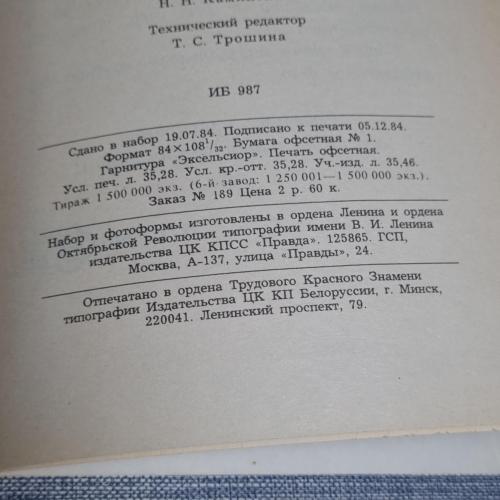 Технический редактор
Т. С. Трошина
ИБ 987
Сдано в набор 19.07.84. Подписано к печати 05.12.84.
Формат 84×108¹/₃₂. Бумага офсетная № 1.
Гарнитура «Эксельсиор». Печать офсетная.
Усл. печ. л. 35,28. Усл. кр.-отт. 35,28. Уч.-изд. л. 35,46.
Тираж 1 500 000 экз. (6-й завод: 1 250 001—1 500 000 экз.).
Заказ № 189 Цена 2 р. 60 к.
Набор и фотоформы изготовлены в ордена Ленина и ордена
Октябрьской Революции типографии имени В. И. Ленина
издательства ЦК КПСС «Правда». 125865. ГСП,
Москва, А-137, улица «Правды», 24.
Отпечатано в ордена Трудового Красного Знамени
типографии Издательства ЦК КП Белоруссии, г. Минск,
220041. Ленинский проспект, 79.